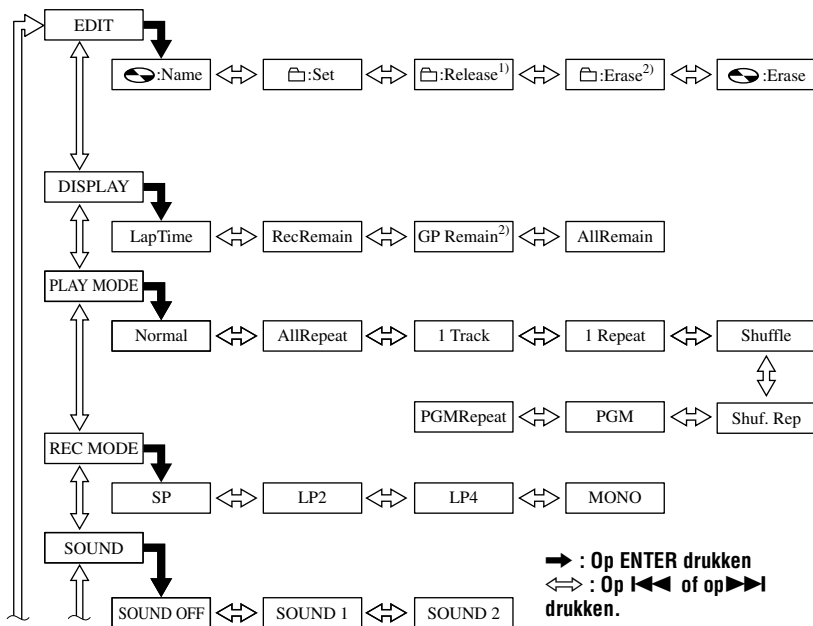 EDIT
:Name :Set :Release1) :Erase2) :Erase
DISPLAY
LapTime RecRemain GP Remain2) AllRemain
PLAY MODE
Normal AllRepeat 1 Track 1 Repeat Shuffle
PGMRepeat PGM Shuf. Rep
REC MODE
SP LP2 LP4 MONO
SOUND
: Op ENTER drukken
: Op of op
drukken.
SOUND OFF SOUND 1 SOUND 2